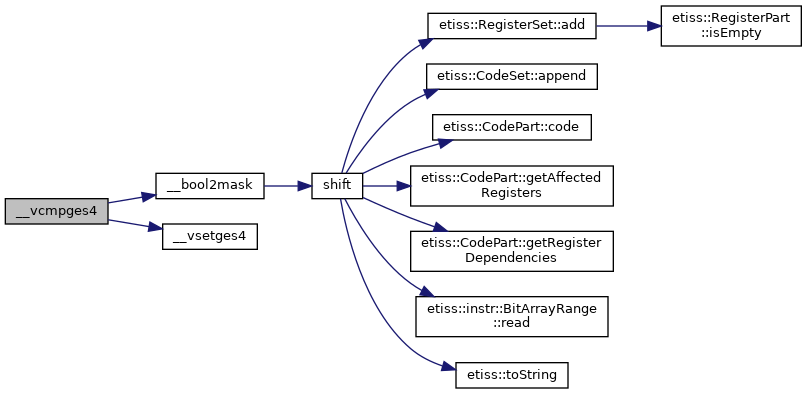 __vcmpges4
__bool2mask
__vsetges4
shift
etiss::RegisterSet::add
etiss::CodeSet::append
etiss::CodePart::code
etiss::CodePart::getAffected
Registers
etiss::CodePart::getRegister
Dependencies
etiss::instr::BitArrayRange
::read
etiss::toString
etiss::RegisterPart
::isEmpty